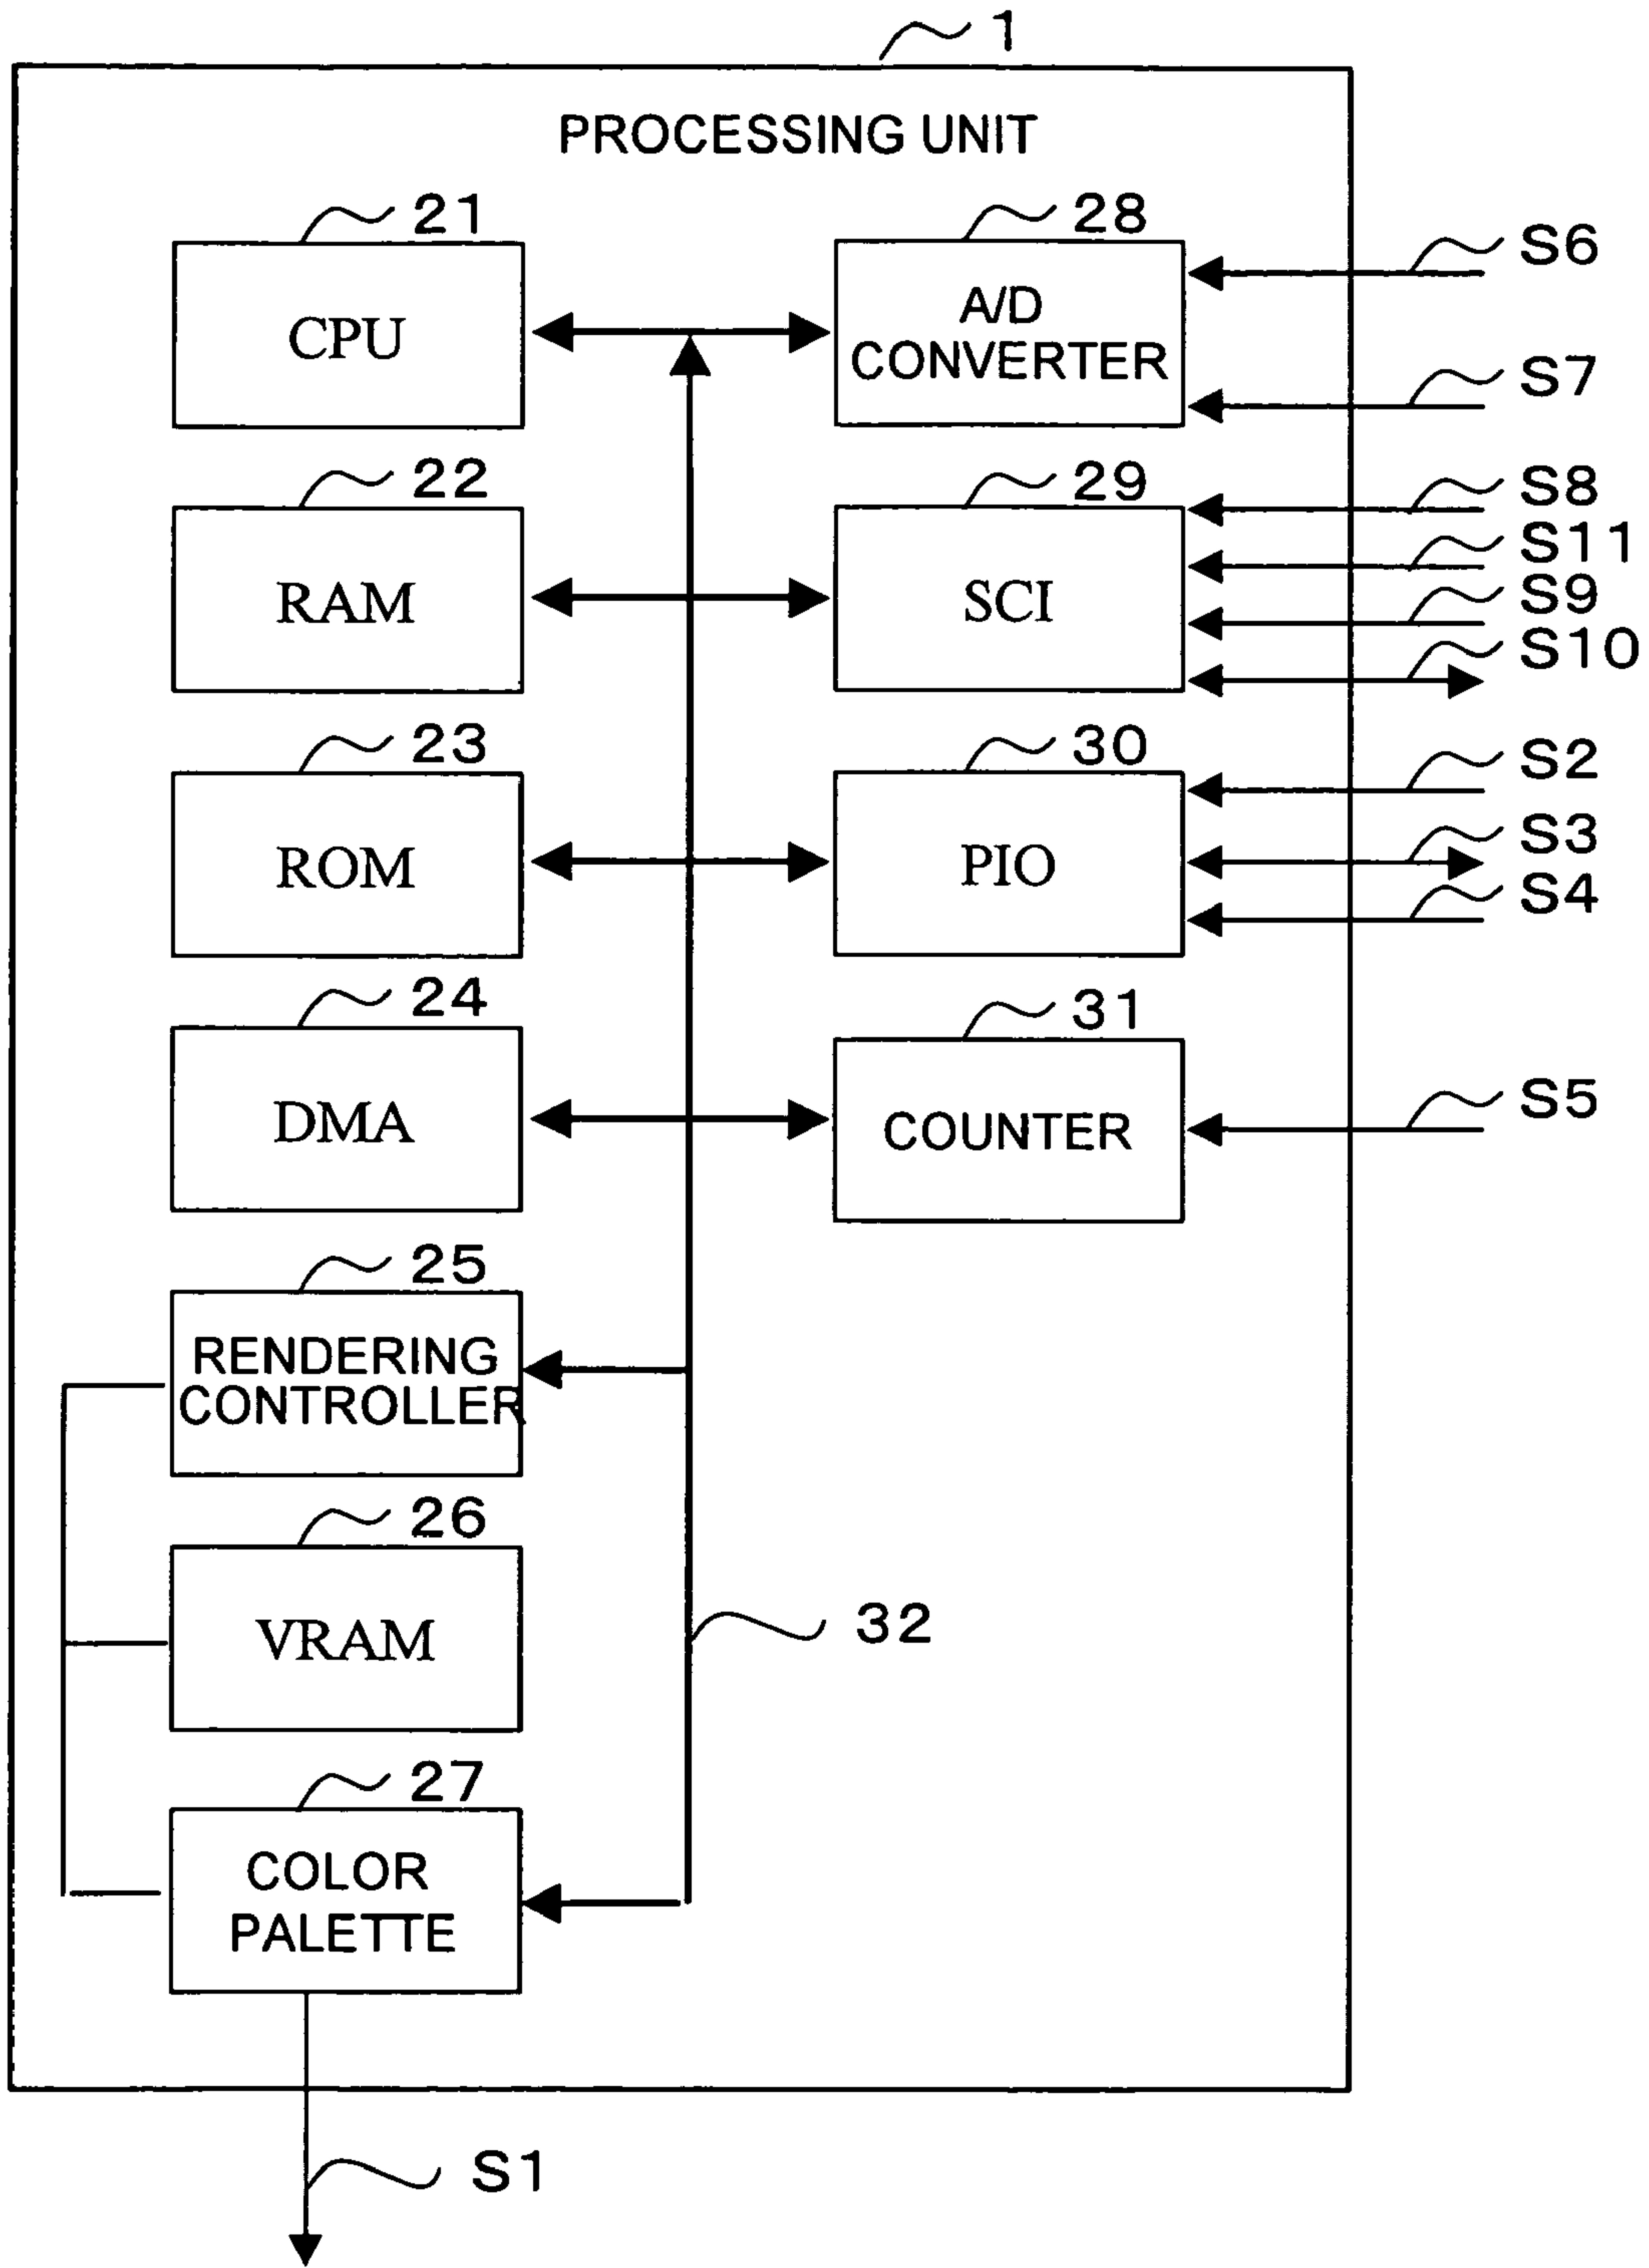 1
PROCESSING UNIT
21
CPU
28
A/D
CONVERTER
S6
S7
22
RAM
29
SCI
S8
S11
S9
S10
23
ROM
30
PIO
S2
S3
S4
24
DMA
31
COUNTER
S5
25
RENDERING
CONTROLLER
26
VRAM
32
27
COLOR
PALETTE
S1